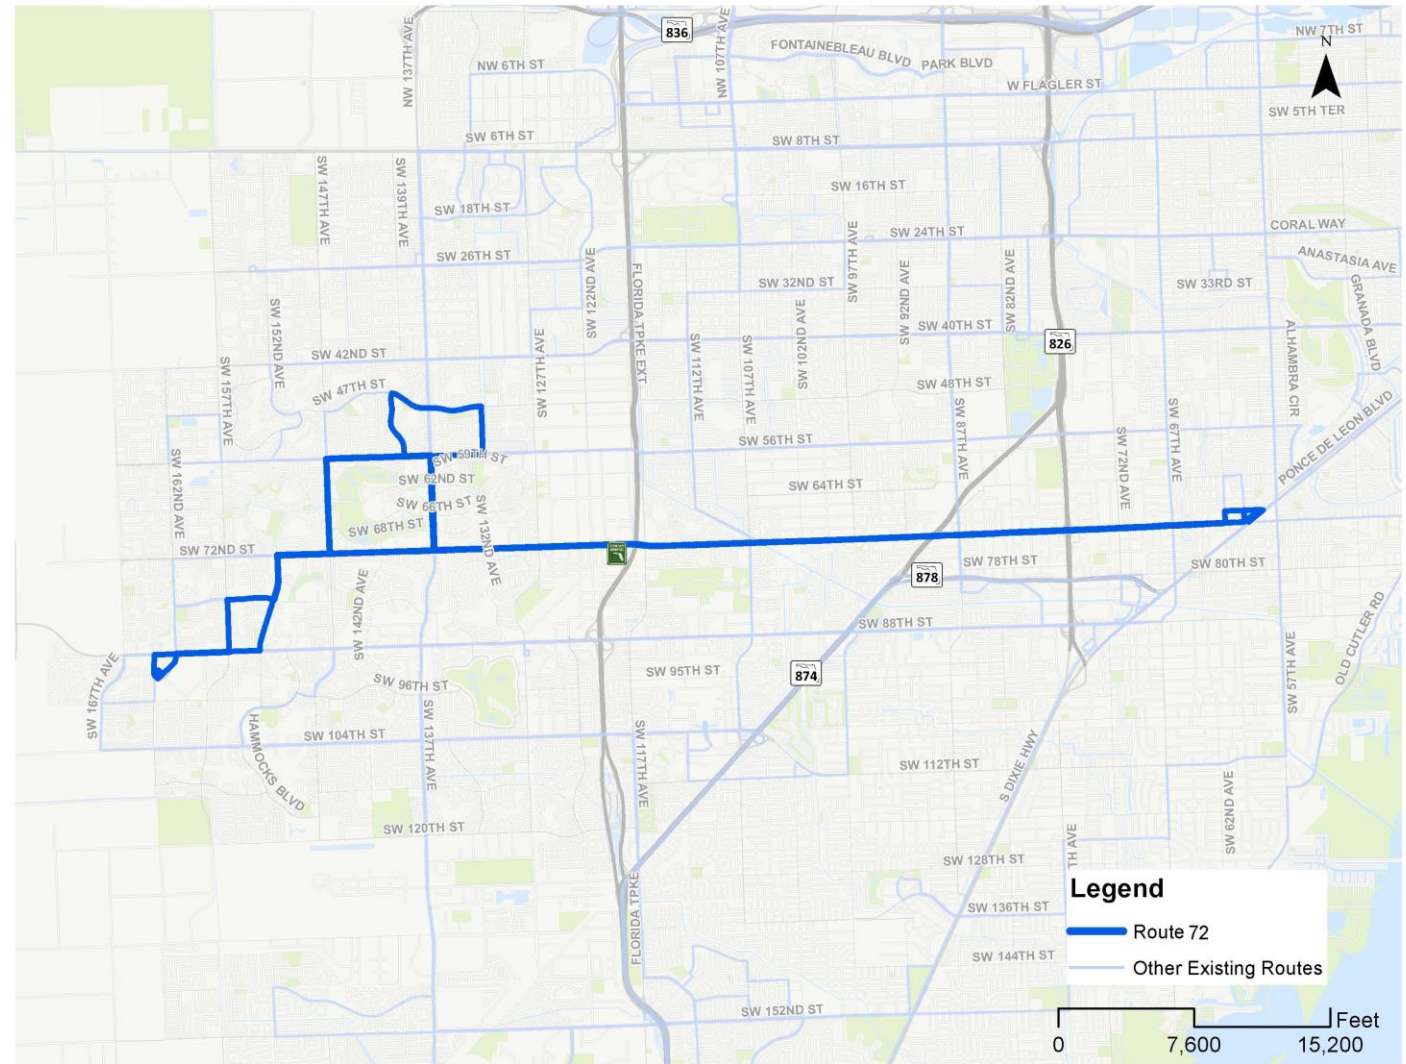 836
NW 137TH AVE
NW 107TH AVE
NW 7TH ST
N
FONTAINEBLEAU BLVD
PARK BLVD
NW 6TH ST
W FLAGLER ST
SW 5TH TER
SW 6TH ST
SW 8TH ST
SW 147TH AVE
SW 139TH AVE
SW 16TH ST
SW 18TH ST
CORAL WAY
SW 24TH ST
SW 26TH ST
SW 122ND AVE
FLORIDA TPKE EXT
SW 97TH AVE
SW 92ND AVE
SW 82ND AVE
ANASTASIA AVE
SW 32ND ST
SW 33RD ST
GRANADA BLVD
SW 152ND AVE
SW 102ND AVE
SW 40TH ST
826
ALHAMBRA CIR
SW 127TH AVE
SW 112TH AVE
SW 107TH AVE
SW 42ND ST
SW 157TH AVE
SW 47TH ST
SW 48TH ST
PONCE DE LEON BLVD
SW 87TH AVE
SW 72ND AVE
SW 67TH AVE
SW 56TH ST
SW 59TH ST
SW 162ND AVE
SW 62ND ST
SW 64TH ST
SW 66TH ST
SW 68TH ST
SW 132ND AVE
SW 72ND ST
SW 78TH ST
SW 80TH ST
878
SW 142ND AVE
SW 88TH ST
OLD CUTLER RD
SW 57TH AVE
SW 167TH AVE
SW 95TH ST
874
SW 96TH ST
SW 137TH AVE
HAMMOCKS BLVD
SW 104TH ST
SW 117TH AVE
S DIXIE HWY
SW 112TH ST
SW 62ND AVE
SW 120TH ST
TH AVE
SW 128TH ST
FLORIDA TPKE
SW 136TH ST
SW 144TH ST
SW 152ND ST
Legend
Route 72
Other Existing Routes
Feet
0 7,600 15,200